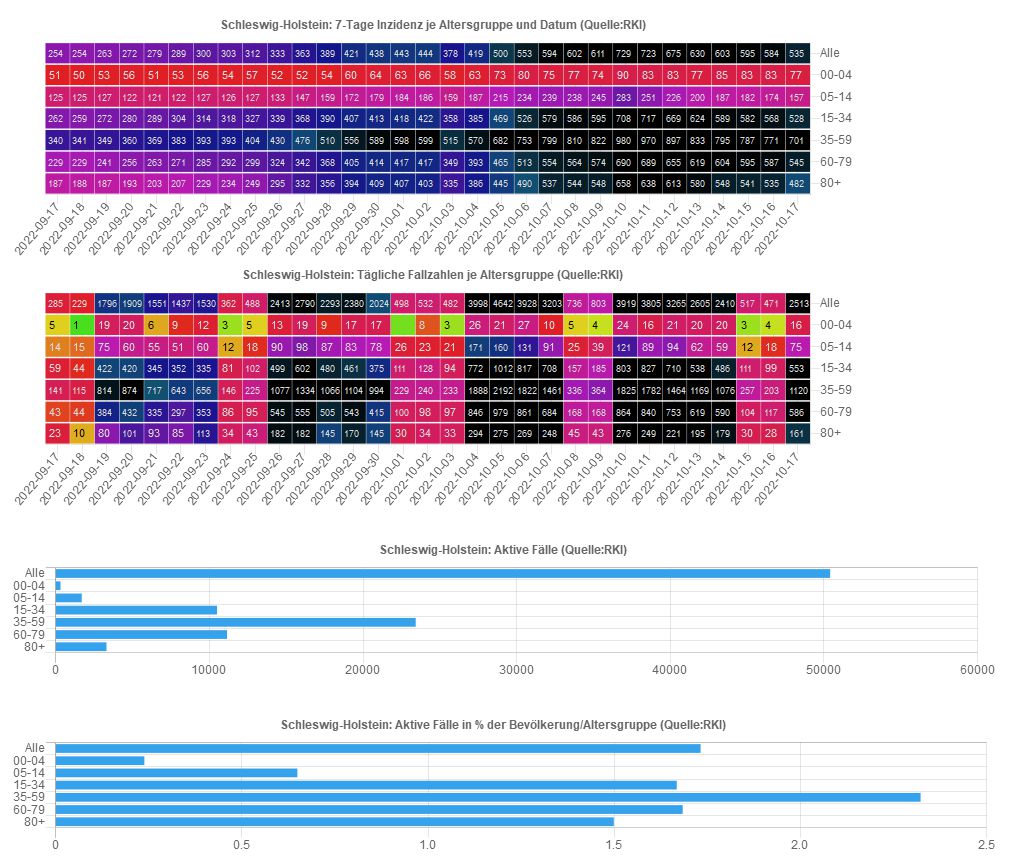 Schleswig-Holstein: 7-Tage Inzidenz je Altersgruppe und Datum (Quelle:RKI)
254 254 263 272 279 289 300 303 312 333 363 389 421 438 443 444 378 419 500 553 594 602 611 729 723 675 630 603 595 584 535 Alle
51 50 53 56 51 53 56 54 57 52 52 54 60 64 63 66 58 63 73 80 75 77 74 90 83 83 77 85 83 83 77 00-04
125 125 127 122 121 122 127 126 127 133 147 159 172 179 184 186 159 187 215 234 239 238 245 283 251 226 200 187 182 174 157 05-14
262 259 272 280 289 304 314 318 327 339 368 390 407 413 418 422 358 385 469 526 579 586 595 708 717 669 624 589 582 568 528 15-34
340 341 349 360 369 383 393 393 404 430 476 510 556 589 598 599 515 570 682 753 799 810 822 980 970 897 833 795 787 771 701 35-59
229 229 241 256 263 271 285 292 299 324 342 368 405 414 417 417 349 393 465 513 554 564 574 690 689 655 619 604 595 587 545 60-79
187 188 187 193 203 207 229 234 249 295 332 356 394 409 407 403 335 386 445 490 537 544 548 658 638 613 580 548 541 535 482 80+
2022-09-17 2022-09-18 2022-09-19 2022-09-20 2022-09-21 2022-09-22 2022-09-23 2022-09-24 2022-09-25 2022-09-26 2022-09-27 2022-09-28 2022-09-29 2022-09-30 2022-10-01 2022-10-02 2022-10-03 2022-10-04 2022-10-05 2022-10-06 2022-10-07 2022-10-08 2022-10-09 2022-10-10 2022-10-11 2022-10-12 2022-10-13 2022-10-14 2022-10-15 2022-10-16 2022-10-17
Schleswig-Holstein: Tägliche Fallzahlen je Altersgruppe (Quelle:RKI)
285 229 1796 1909 1551 1437 1530 362 488 2413 2790 2293 2380 2024 498 532 482 3998 4642 3928 3203 736 803 3919 3805 3265 2605 2410 517 471 2513 Alle
5 1 19 20 6 9 12 3 5 13 19 9 17 17 8 3 26 21 27 10 5 4 24 16 21 20 20 3 4 16 00-04
14 15 75 60 55 51 60 12 18 90 98 87 83 78 26 23 21 171 160 131 91 25 39 121 89 94 62 59 12 18 75 05-14
59 44 422 420 345 352 335 81 102 499 602 480 461 375 111 128 94 772 1012 817 708 157 185 803 827 710 538 486 111 99 553 15-34
141 115 814 874 717 643 656 146 225 1077 1334 1066 1104 994 229 240 233 1888 2192 1822 1461 336 364 1825 1782 1464 1169 1076 257 203 1120 35-59
43 44 384 432 335 297 353 86 95 545 555 505 543 415 100 98 97 846 979 861 684 168 168 864 840 753 619 590 104 117 586 60-79
23 10 80 101 93 85 113 34 43 182 182 145 170 145 30 34 33 294 275 269 248 45 43 276 249 221 195 179 30 28 161 80+
2022-09-17 2022-09-18 2022-09-19 2022-09-20 2022-09-21 2022-09-22 2022-09-23 2022-09-24 2022-09-25 2022-09-26 2022-09-27 2022-09-28 2022-09-29 2022-09-30 2022-10-01 2022-10-02 2022-10-03 2022-10-04 2022-10-05 2022-10-06 2022-10-07 2022-10-08 2022-10-09 2022-10-10 2022-10-11 2022-10-12 2022-10-13 2022-10-14 2022-10-15 2022-10-16 2022-10-17
Schleswig-Holstein: Aktive Fälle (Quelle:RKI)
Alle
00-04
05-14
15-34
35-59
60-79
80+
0 10000 20000 30000 40000 50000 60000
Schleswig-Holstein: Aktive Fälle in % der Bevölkerung/Altersgruppe (Quelle:RKI)
Alle
00-04
05-14
15-34
35-59
60-79
80+
0 0.5 1.0 1.5 2.0 2.5